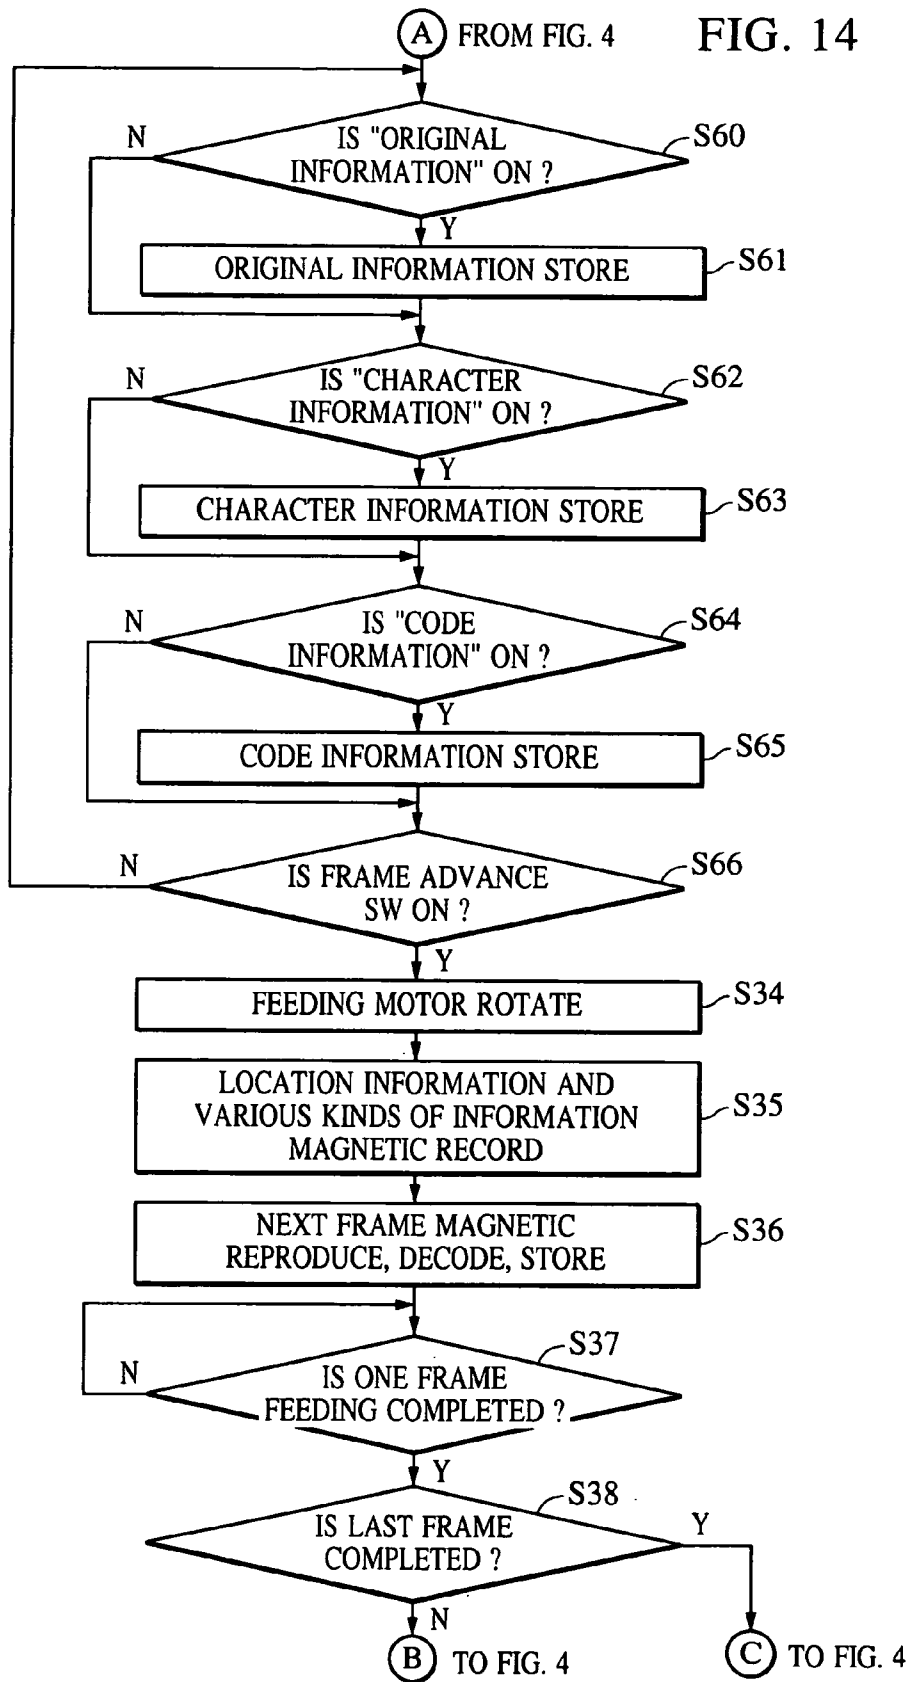 A FROM FIG. 4
FIG. 14
IS "ORIGINAL
INFORMATION" ON ?
N
S60
Y
ORIGINAL INFORMATION STORE
S61
IS "CHARACTER
INFORMATION" ON ?
N
S62
Y
CHARACTER INFORMATION STORE
S63
IS "CODE
INFORMATION" ON ?
N
S64
Y
CODE INFORMATION STORE
S65
IS FRAME ADVANCE
SW ON ?
N
S66
Y
FEEDING MOTOR ROTATE
S34
LOCATION INFORMATION AND
VARIOUS KINDS OF INFORMATION
MAGNETIC RECORD
S35
NEXT FRAME MAGNETIC
REPRODUCE, DECODE, STORE
S36
S37
N
IS ONE FRAME
FEEDING COMPLETED ?
Y
S38
IS LAST FRAME
COMPLETED ?
Y
N
B TO FIG. 4
C TO FIG. 4